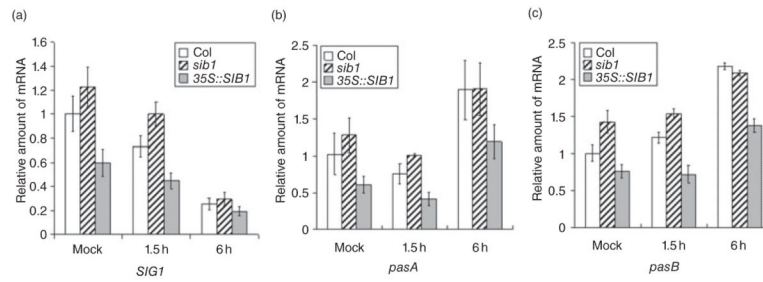 (a)
Relative amount of mRNA
1.6
1.4
1.2
1
0.8
0.6
0.4
0.2
0
Col
sib1
35S::SIB1
Mock
1.5 h
6 h
SIG1
(b)
Relative amount of mRNA
2.5
2
1.5
1
0.5
0
Col
sib1
35S::SIB1
Mock
1.5 h
6 h
pasA
(c)
Relative amount of mRNA
2.5
2
1.5
1
0.5
0
Col
sib1
35S::SIB1
Mock
1.5 h
6 h
pasB